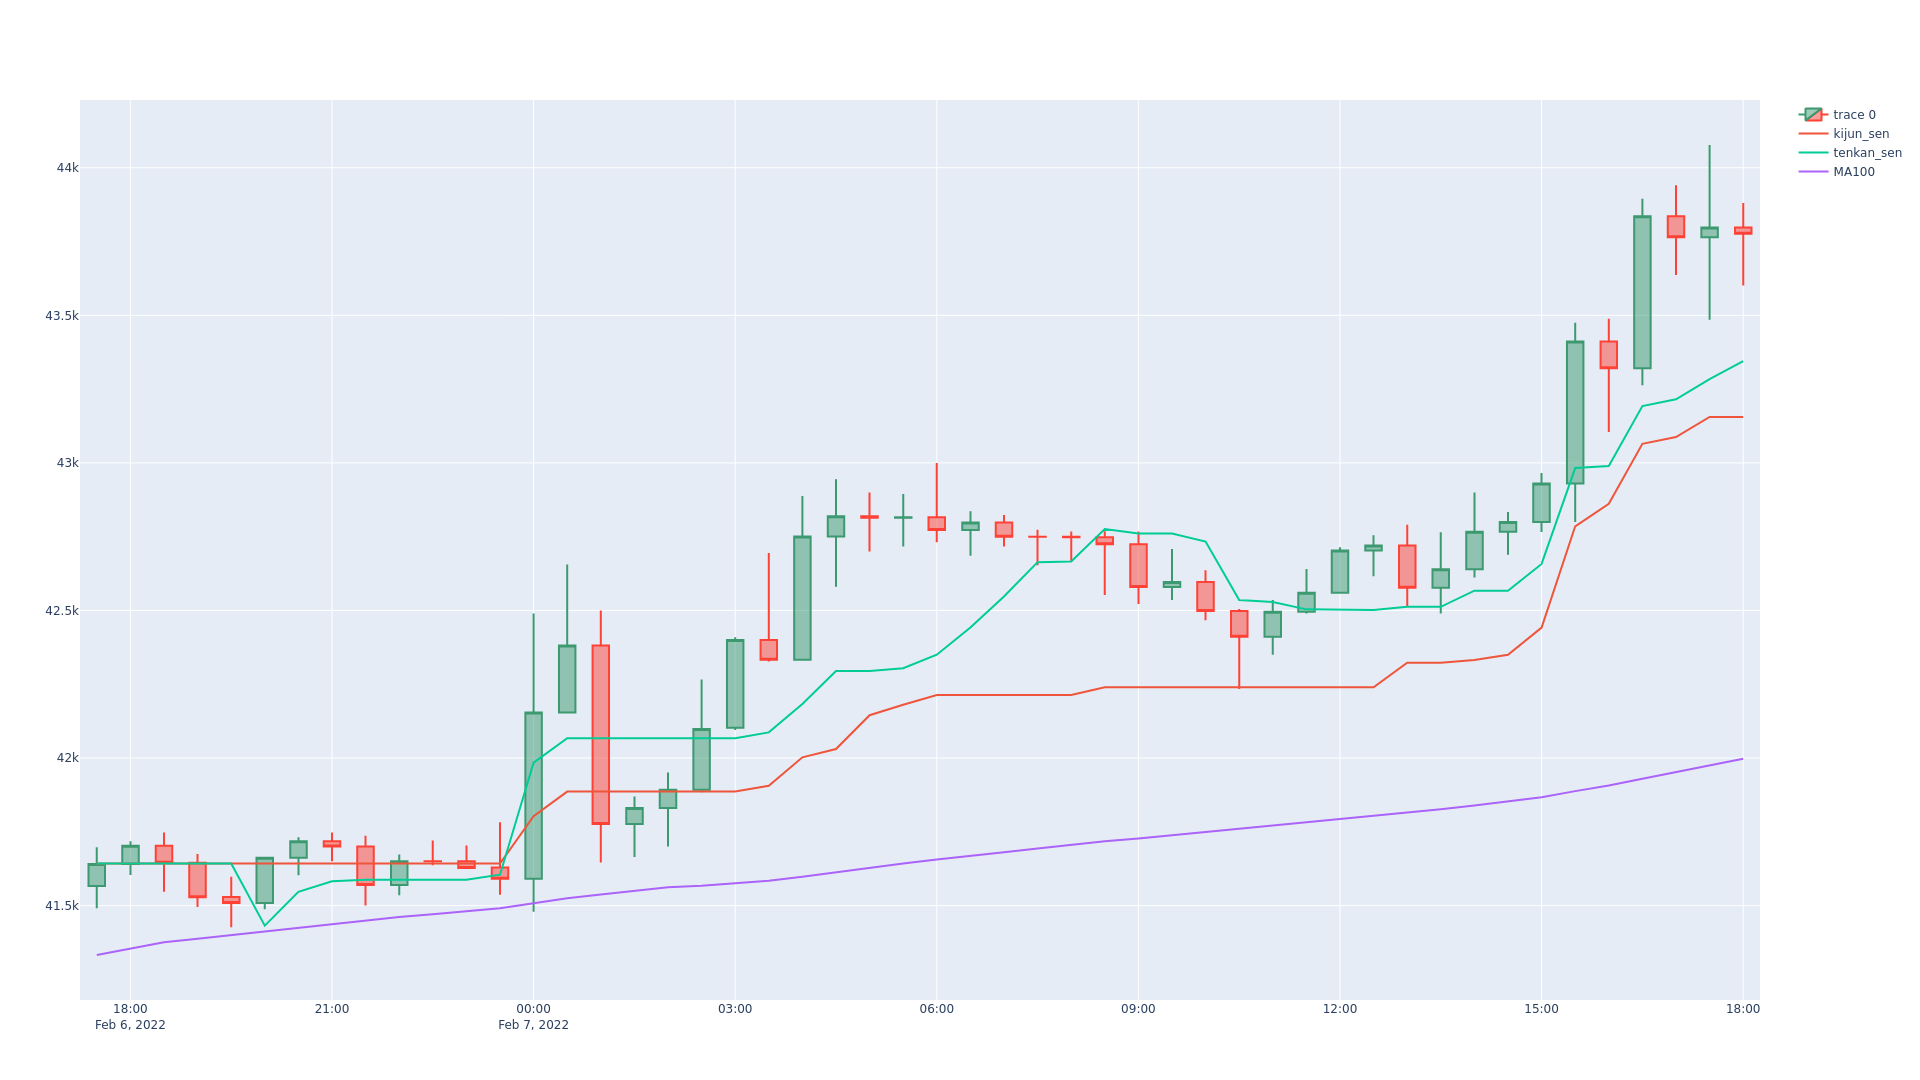 trace 0
kijun_sen
tenkan_sen
MA100
44k
43.5k
43k
42.5k
42k
41.5k
18:00 21:00 00:00 03:00 06:00 09:00 12:00 15:00 18:00
Feb 6, 2022 Feb 7, 2022